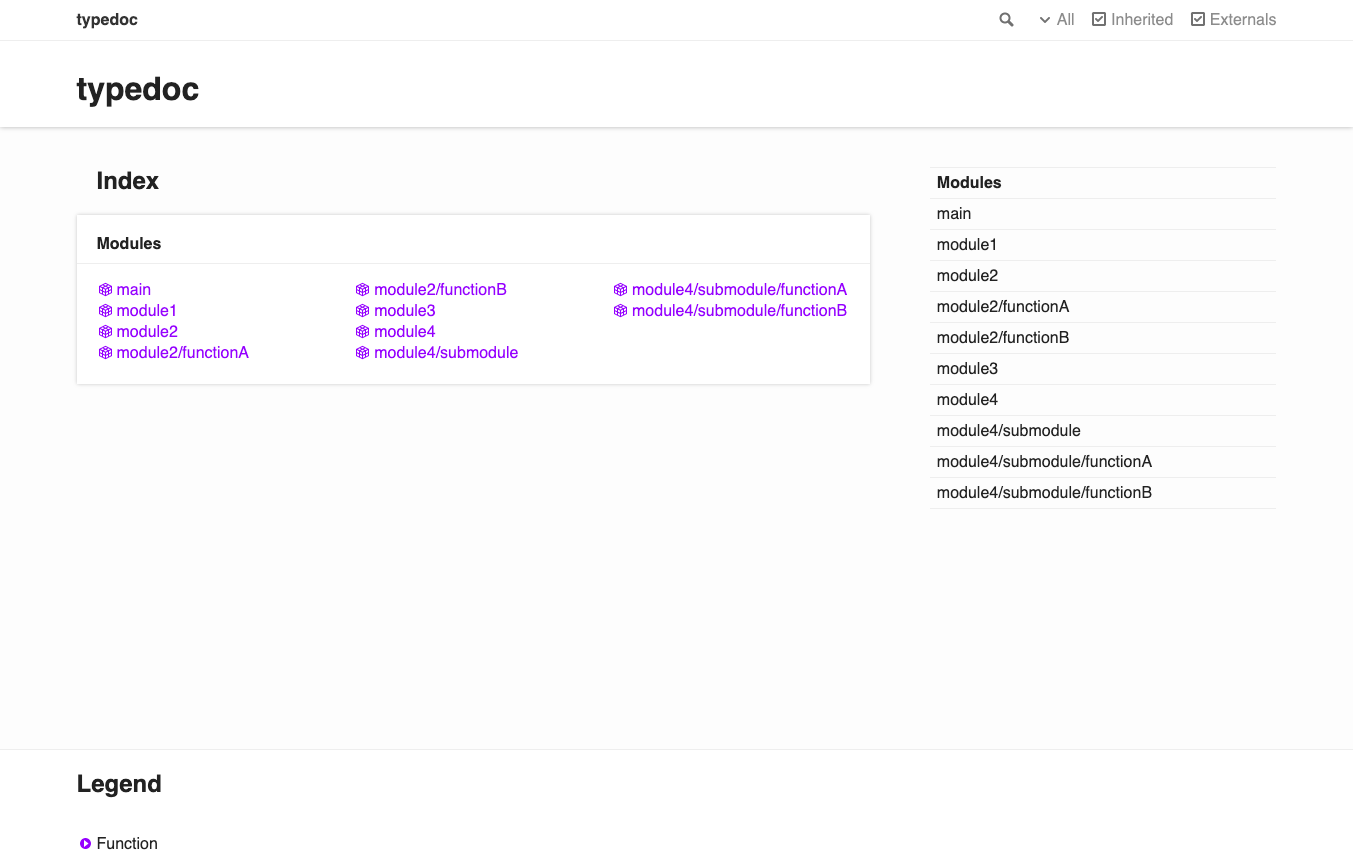 typedoc
All Inherited Externals
typedoc
Index
Modules
main
module1
module2
module2/functionA
module2/functionB
module3
module4
module4/submodule
module4/submodule/functionA
module4/submodule/functionB
Modules
main
module1
module2
module2/functionA
module2/functionB
module3
module4
module4/submodule
module4/submodule/functionA
module4/submodule/functionB
Legend
Function